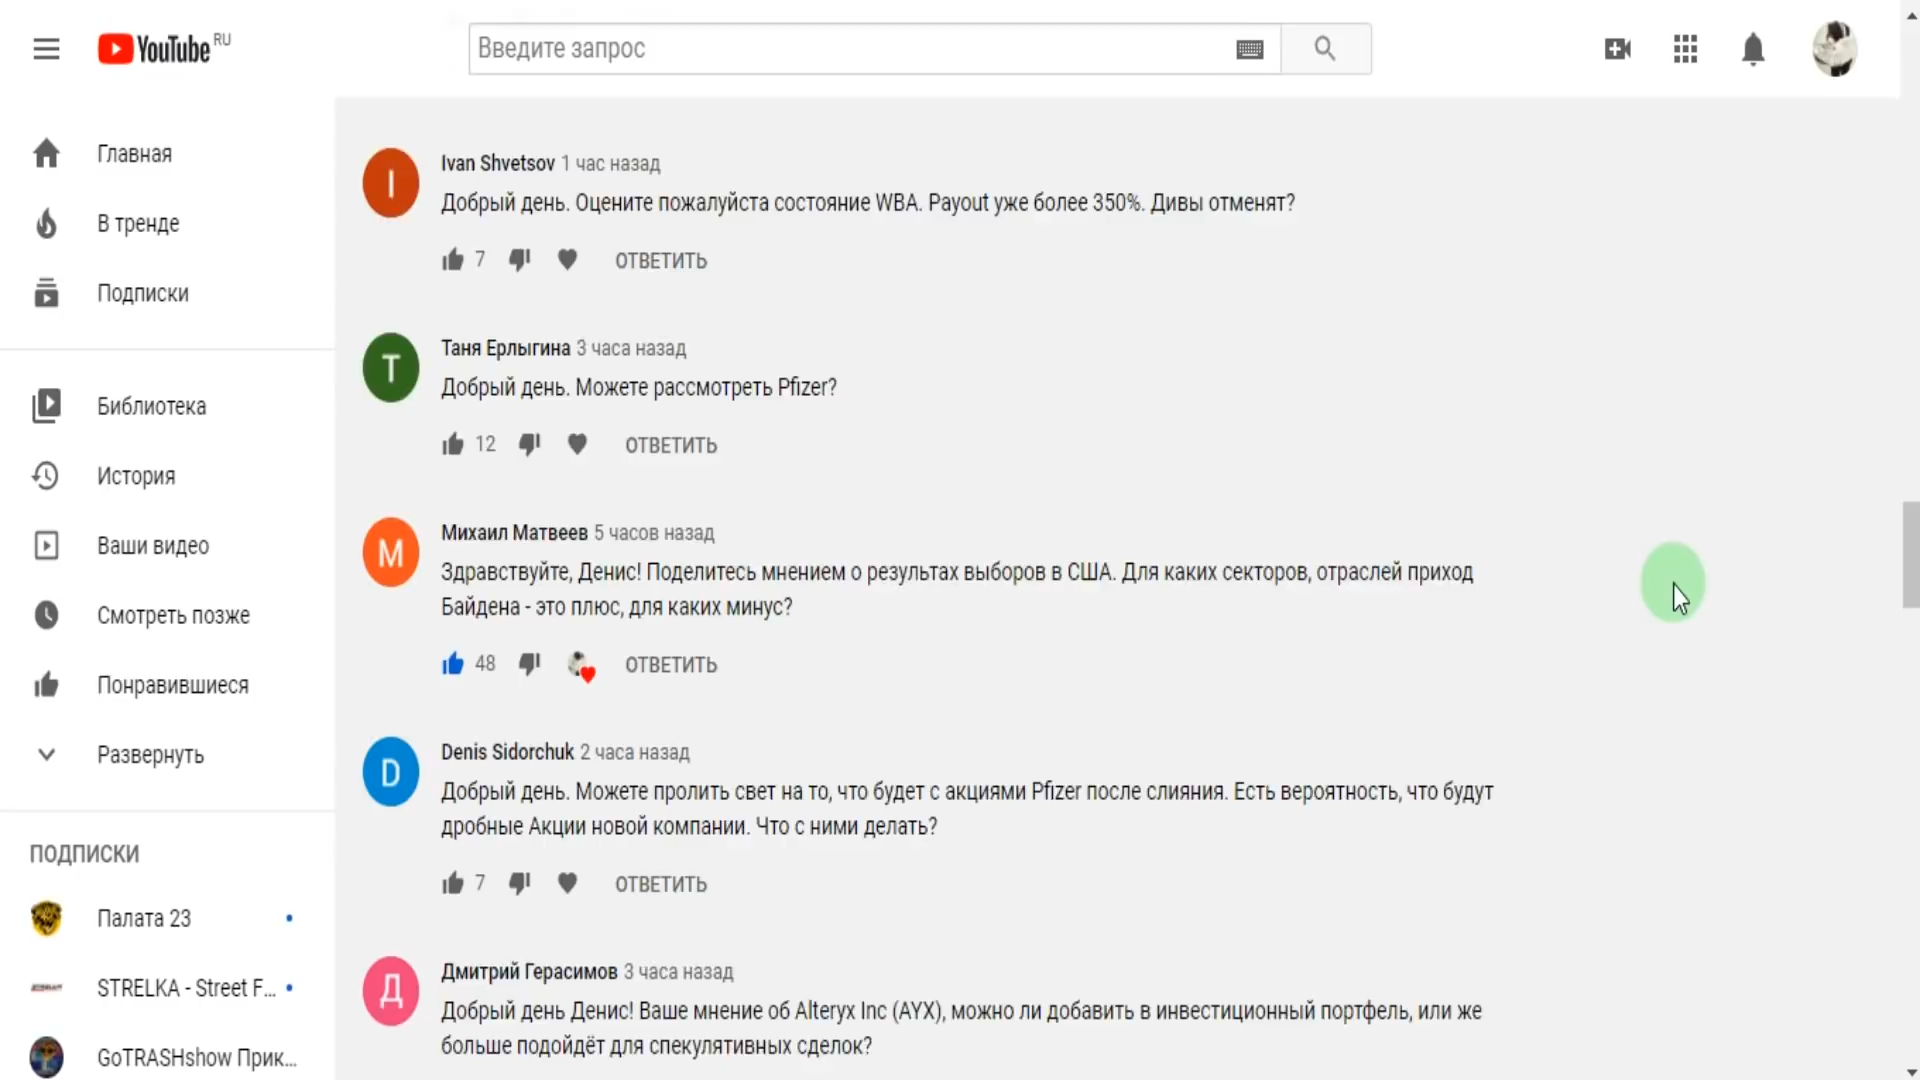 YouTube RU
Введите запрос
Главная
В тренде
Подписки
Библиотека
История
Ваши видео
Смотреть позже
Понравившиеся
Развернуть
ПОДПИСКИ
Палата 23
STRELKA - Street F...
GoTRASHshow Прик...
I
Ivan Shvetsov 1 час назад
Добрый день. Оцените пожалуйста состояние WBA. Payout уже более 350%. Дивы отменят?
7 ОТВЕТИТЬ
Т
Таня Ерлыгина 3 часа назад
Добрый день. Можете рассмотреть Pfizer?
12 ОТВЕТИТЬ
М
Михаил Матвеев 5 часов назад
Здравствуйте, Денис! Поделитесь мнением о результах выборов в США. Для каких секторов, отраслей приход
Байдена - это плюс, для каких минус?
48 ОТВЕТИТЬ
D
Denis Sidorchuk 2 часа назад
Добрый день. Можете пролить свет на то, что будет с акциями Pfizer после слияния. Есть вероятность, что будут
дробные Акции новой компании. Что с ними делать?
7 ОТВЕТИТЬ
Д
Дмитрий Герасимов 3 часа назад
Добрый день Денис! Ваше мнение об Alteryx Inc (AYX), можно ли добавить в инвестиционный портфель, или же
больше подойдёт для спекулятивных сделок?